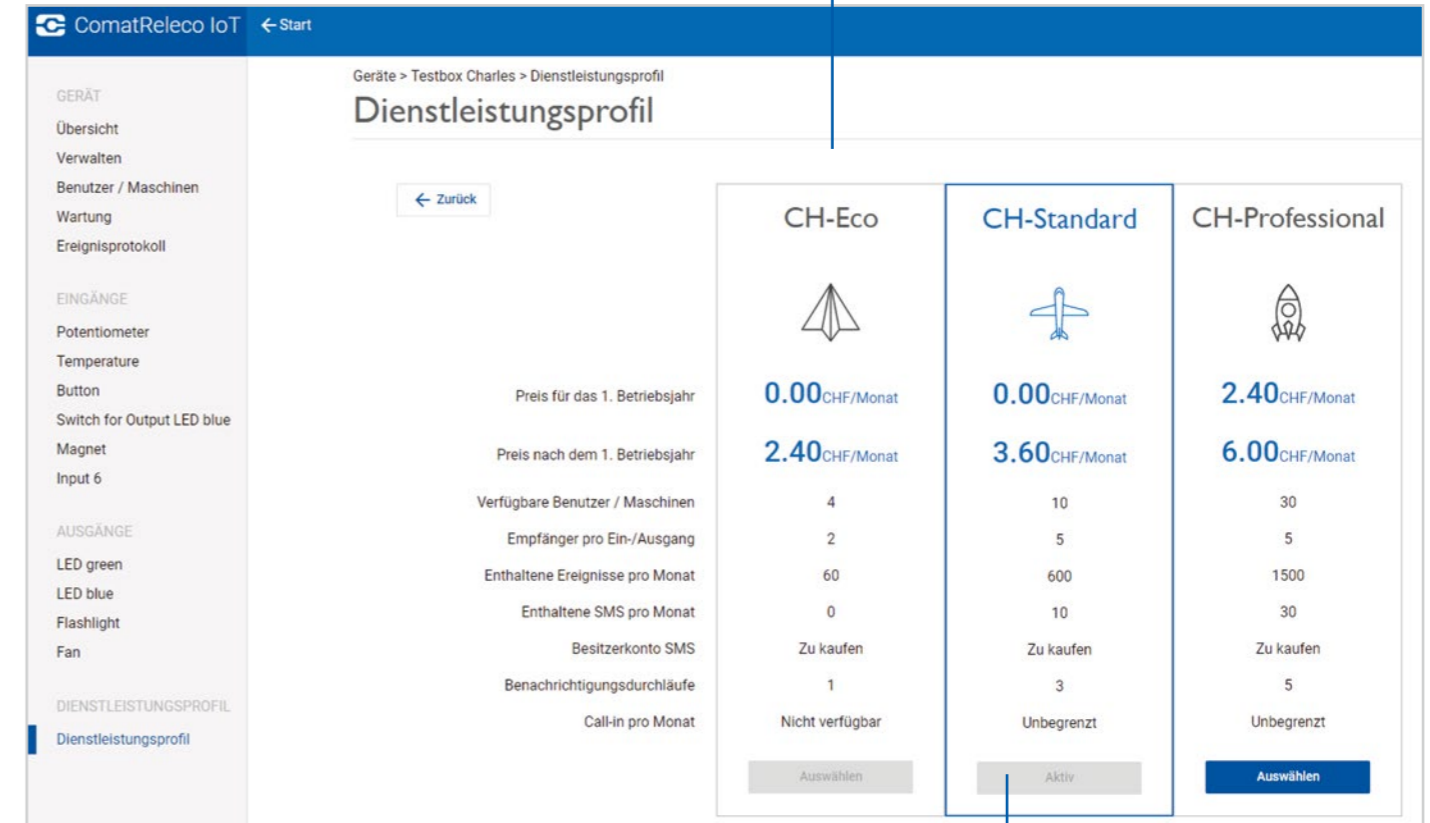 ComatReleco IoT ← Start
GERÄT
Übersicht
Verwalten
Benutzer / Maschinen
Wartung
Ereignisprotokoll
EINGÄNGE
Potentiometer
Temperature
Button
Switch for Output LED blue
Magnet
Input 6
AUSGÄNGE
LED green
LED blue
Flashlight
Fan
DIENSTLEISTUNGSPROFIL
Dienstleistungsprofil
Geräte > Testbox Charles > Dienstleistungsprofil
Dienstleistungsprofil
← Zurück
CH-Eco CH-Standard CH-Professional
Preis für das 1. Betriebsjahr 0.00CHF/Monat 0.00CHF/Monat 2.40CHF/Monat
Preis nach dem 1. Betriebsjahr 2.40CHF/Monat 3.60CHF/Monat 6.00CHF/Monat
Verfügbare Benutzer / Maschinen 4 10 30
Empfänger pro Ein-/Ausgang 2 5 5
Enthaltene Ereignisse pro Monat 60 600 1500
Enthaltene SMS pro Monat 0 10 30
Besitzerkonto SMS Zu kaufen Zu kaufen Zu kaufen
Benachrichtigungsdurchläufe 1 3 5
Call-in pro Monat Nicht verfügbar Unbegrenzt Unbegrenzt
Auswählen Aktiv Auswählen